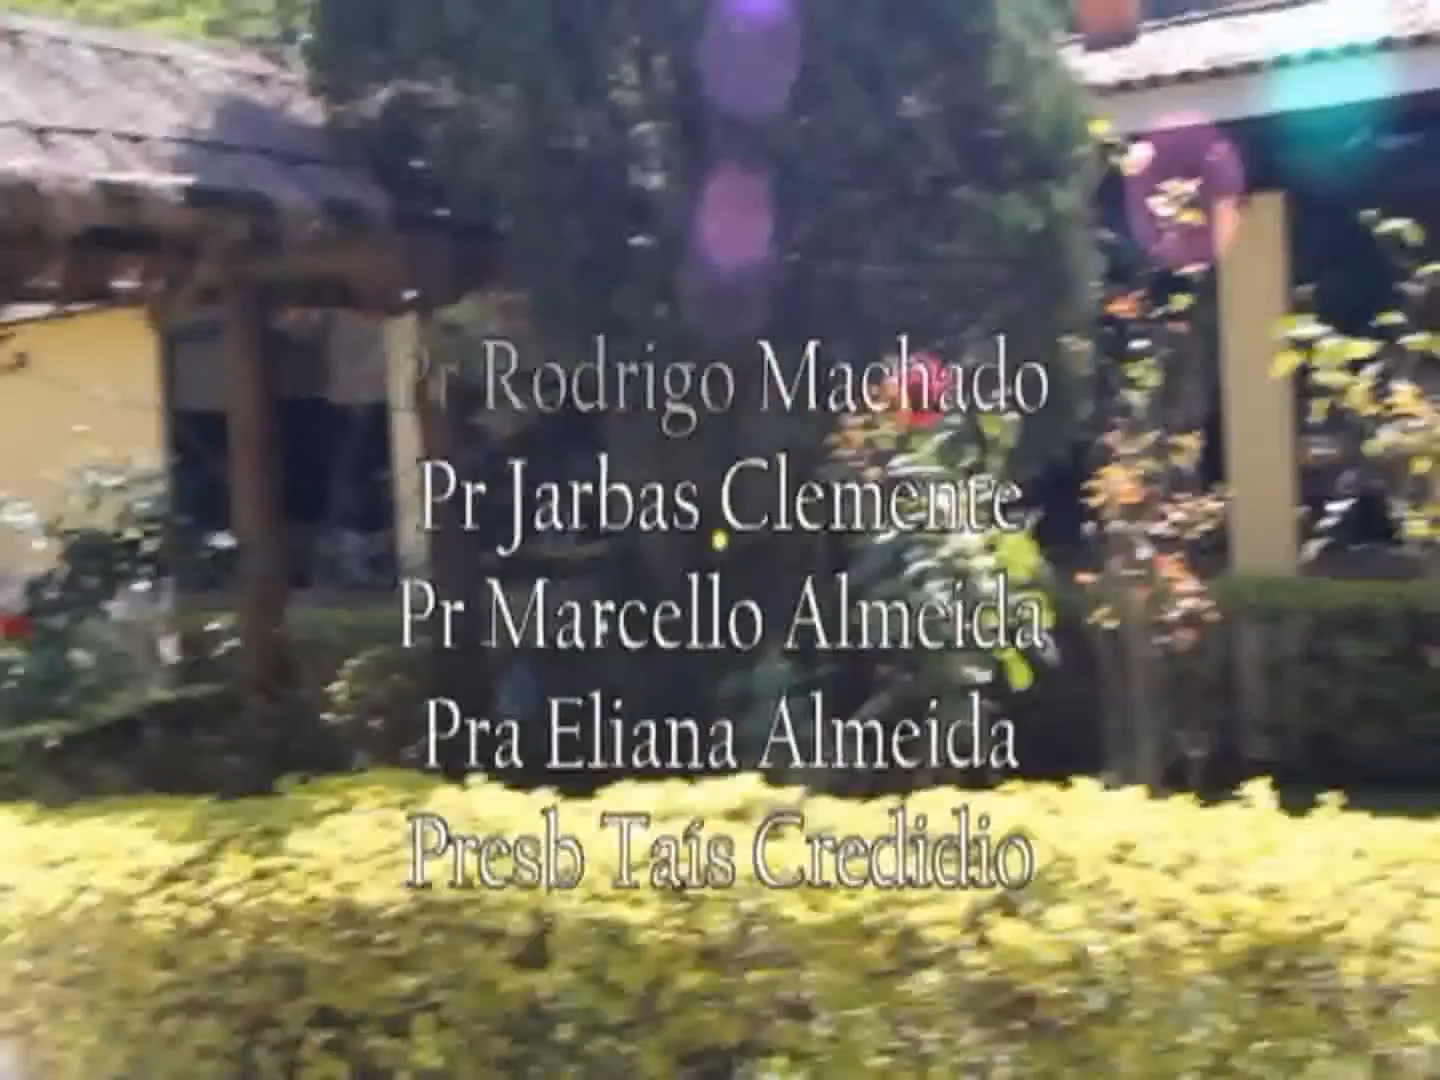 Pr Rodrigo Machado
Pr Jarbas Clemente
Pr Marcello Almeida
Pra Eliana Almeida
Presb Taís Credidio